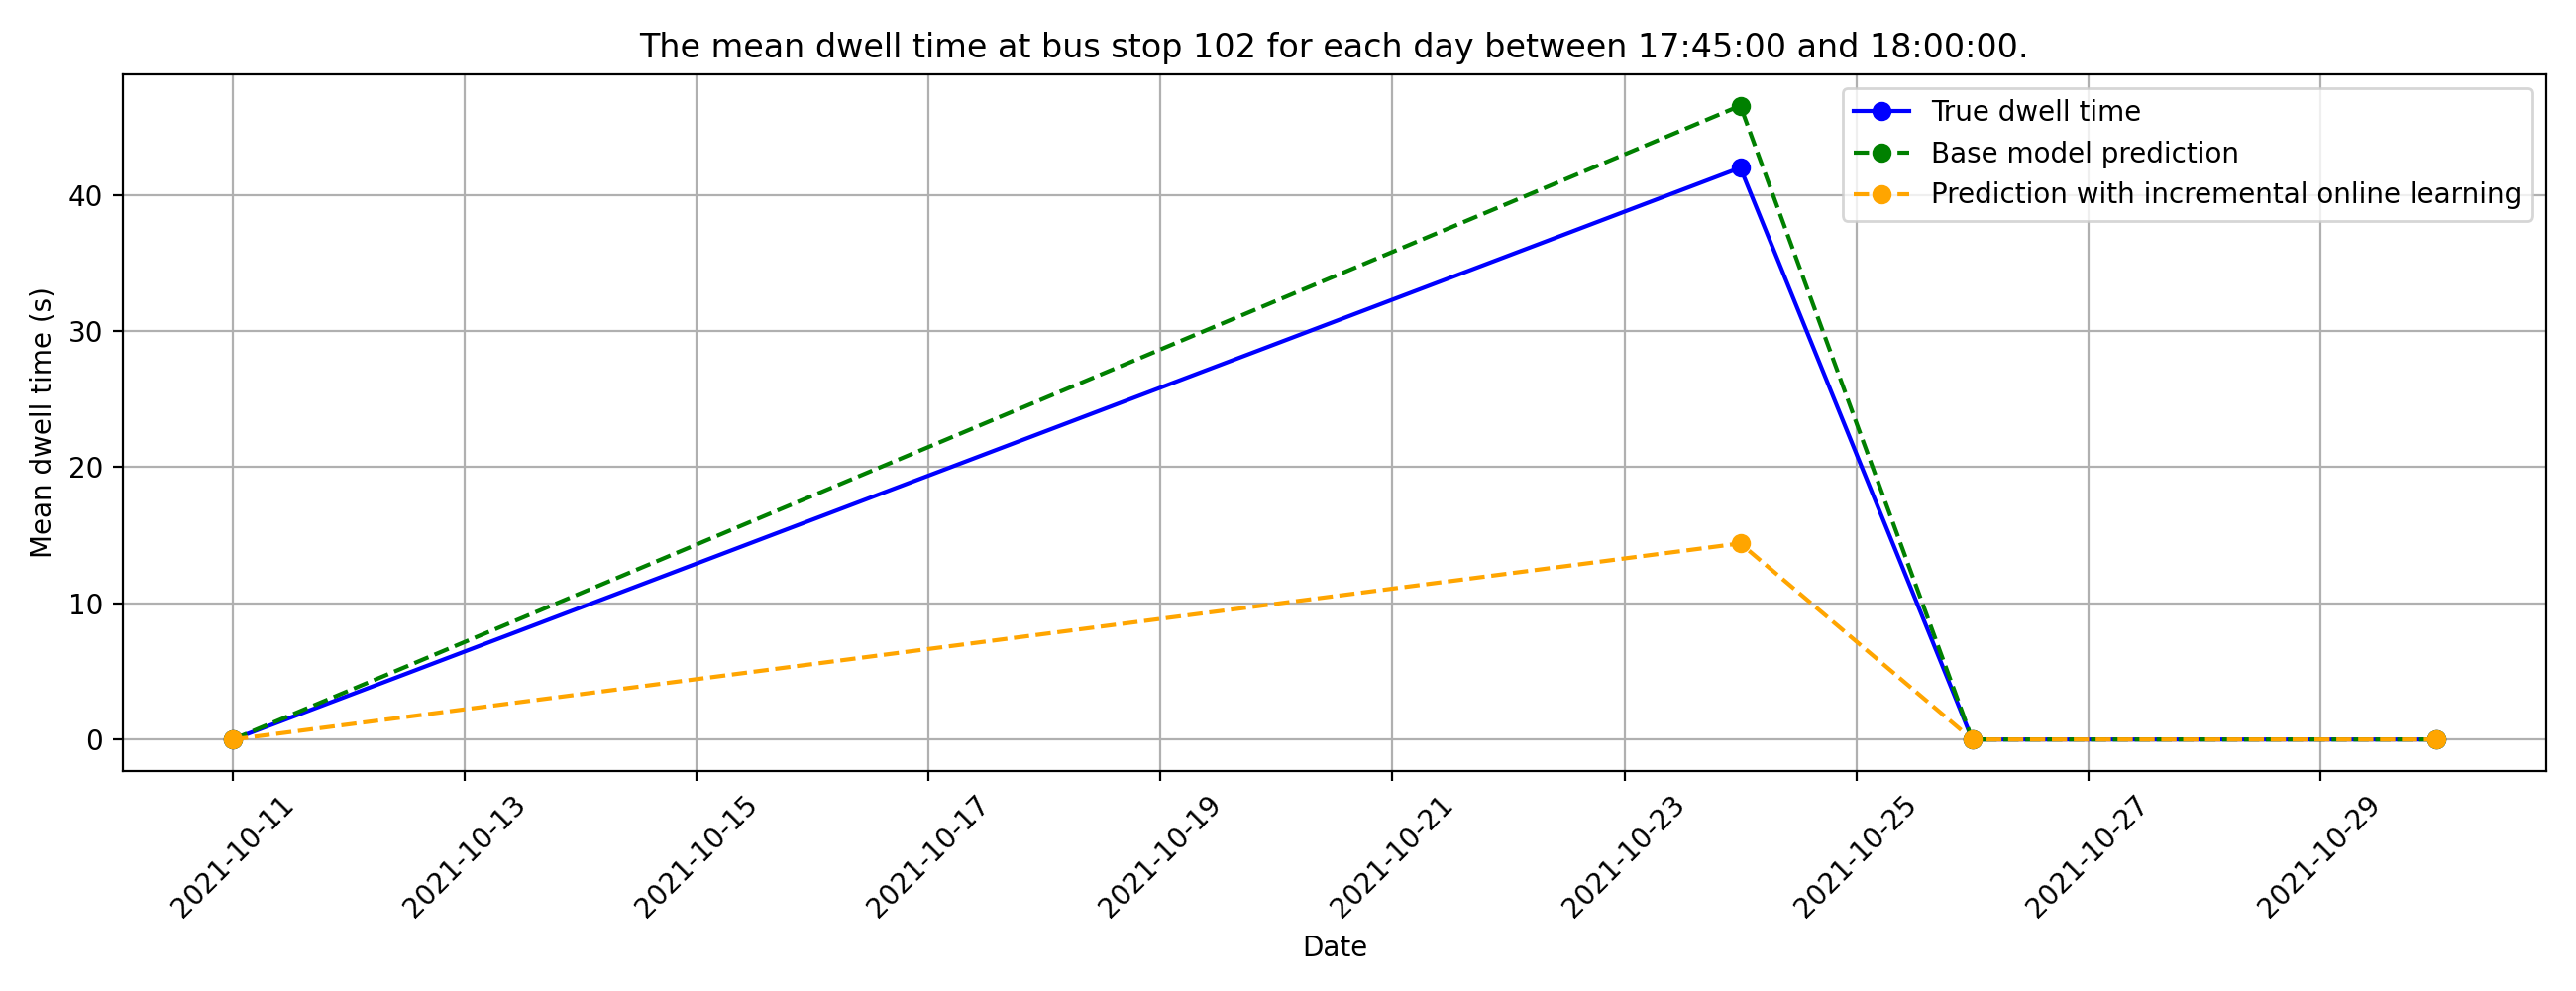 The mean dwell time at bus stop 102 for each day between 17:45:00 and 18:00:00.
True dwell time
Base model prediction
Prediction with incremental online learning
Mean dwell time (s)
40
30
20
10
0
2021-10-11
2021-10-13
2021-10-15
2021-10-17
2021-10-19
2021-10-21
2021-10-23
2021-10-25
2021-10-27
2021-10-29
Date